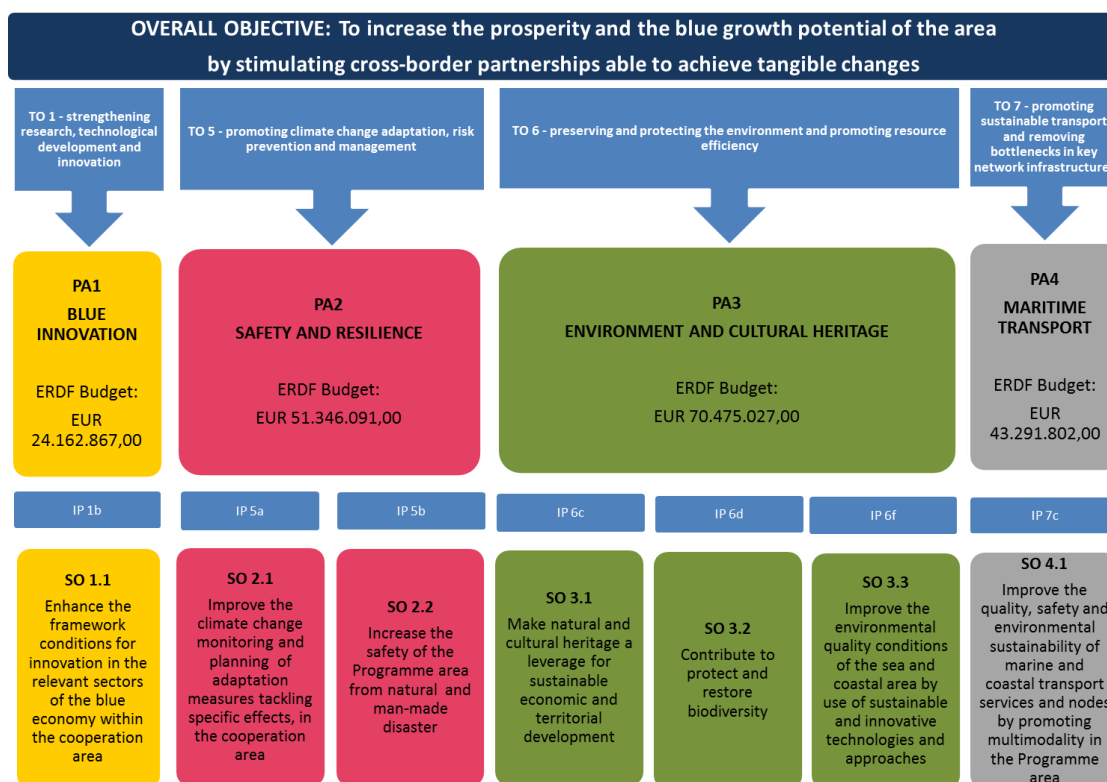 OVERALL OBJECTIVE: To increase the prosperity and the blue growth potential of the area
by stimulating cross-border partnerships able to achieve tangible changes
TO 1 - strengthening
research, technological
development and
innovation
TO 5 - promoting climate change adaptation, risk
prevention and management
TO 6 - preserving and protecting the environment and promoting resource
efficiency
TO 7 - promoting
sustainable transport
and removing
bottlenecks in key
network infrastructure
PA1
BLUE
INNOVATION
ERDF Budget:
EUR
24.162.867,00
PA2
SAFETY AND RESILIENCE
ERDF Budget:
EUR 51.346.091,00
PA3
ENVIRONMENT AND CULTURAL HERITAGE
ERDF Budget:
EUR 70.475.027,00
PA4
MARITIME
TRANSPORT
ERDF Budget:
EUR
43.291.802,00
IP 1b
IP 5a
IP 5b
IP 6c
IP 6d
IP 6f
IP 7c
SO 1.1
Enhance the
framework
conditions for
innovation in the
relevant sectors
of the blue
economy within
the cooperation
area
SO 2.1
Improve the
climate change
monitoring and
planning of
adaptation
measures tackling
specific effects, in
the cooperation
area
SO 2.2
Increase the
safety of the
Programme area
from natural and
man-made
disaster
SO 3.1
Make natural and
cultural heritage a
leverage for
sustainable
economic and
territorial
development
SO 3.2
Contribute to
protect and
restore
biodiversity
SO 3.3
Improve the
environmental
quality conditions
of the sea and
coastal area by
use of sustainable
and innovative
technologies and
approaches
SO 4.1
Improve the
quality, safety and
environmental
sustainability of
marine and
coastal transport
services and nodes
by promoting
multimodality in
the Programme
area